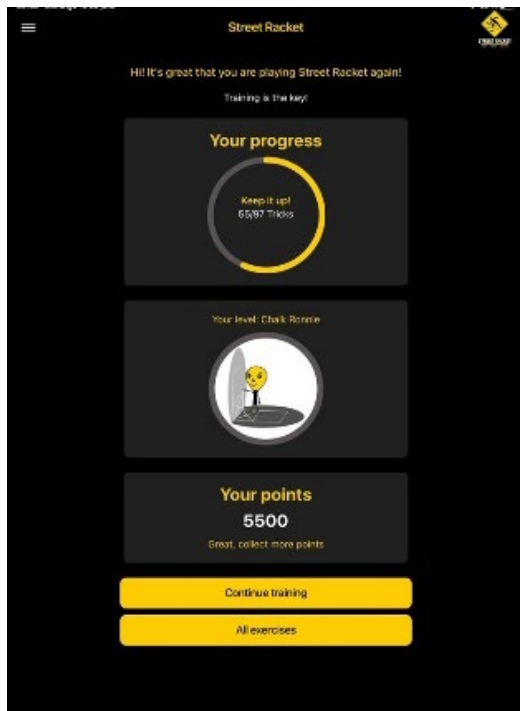 Street Racket
Hi! It's great that you are playing Street Racket again!
Training is the key!
Your progress
Keep it up!
55/97 Tricks
Your level: Chalk Ronnie
Your points
5500
Great, collect more points
Continue training
All exercises